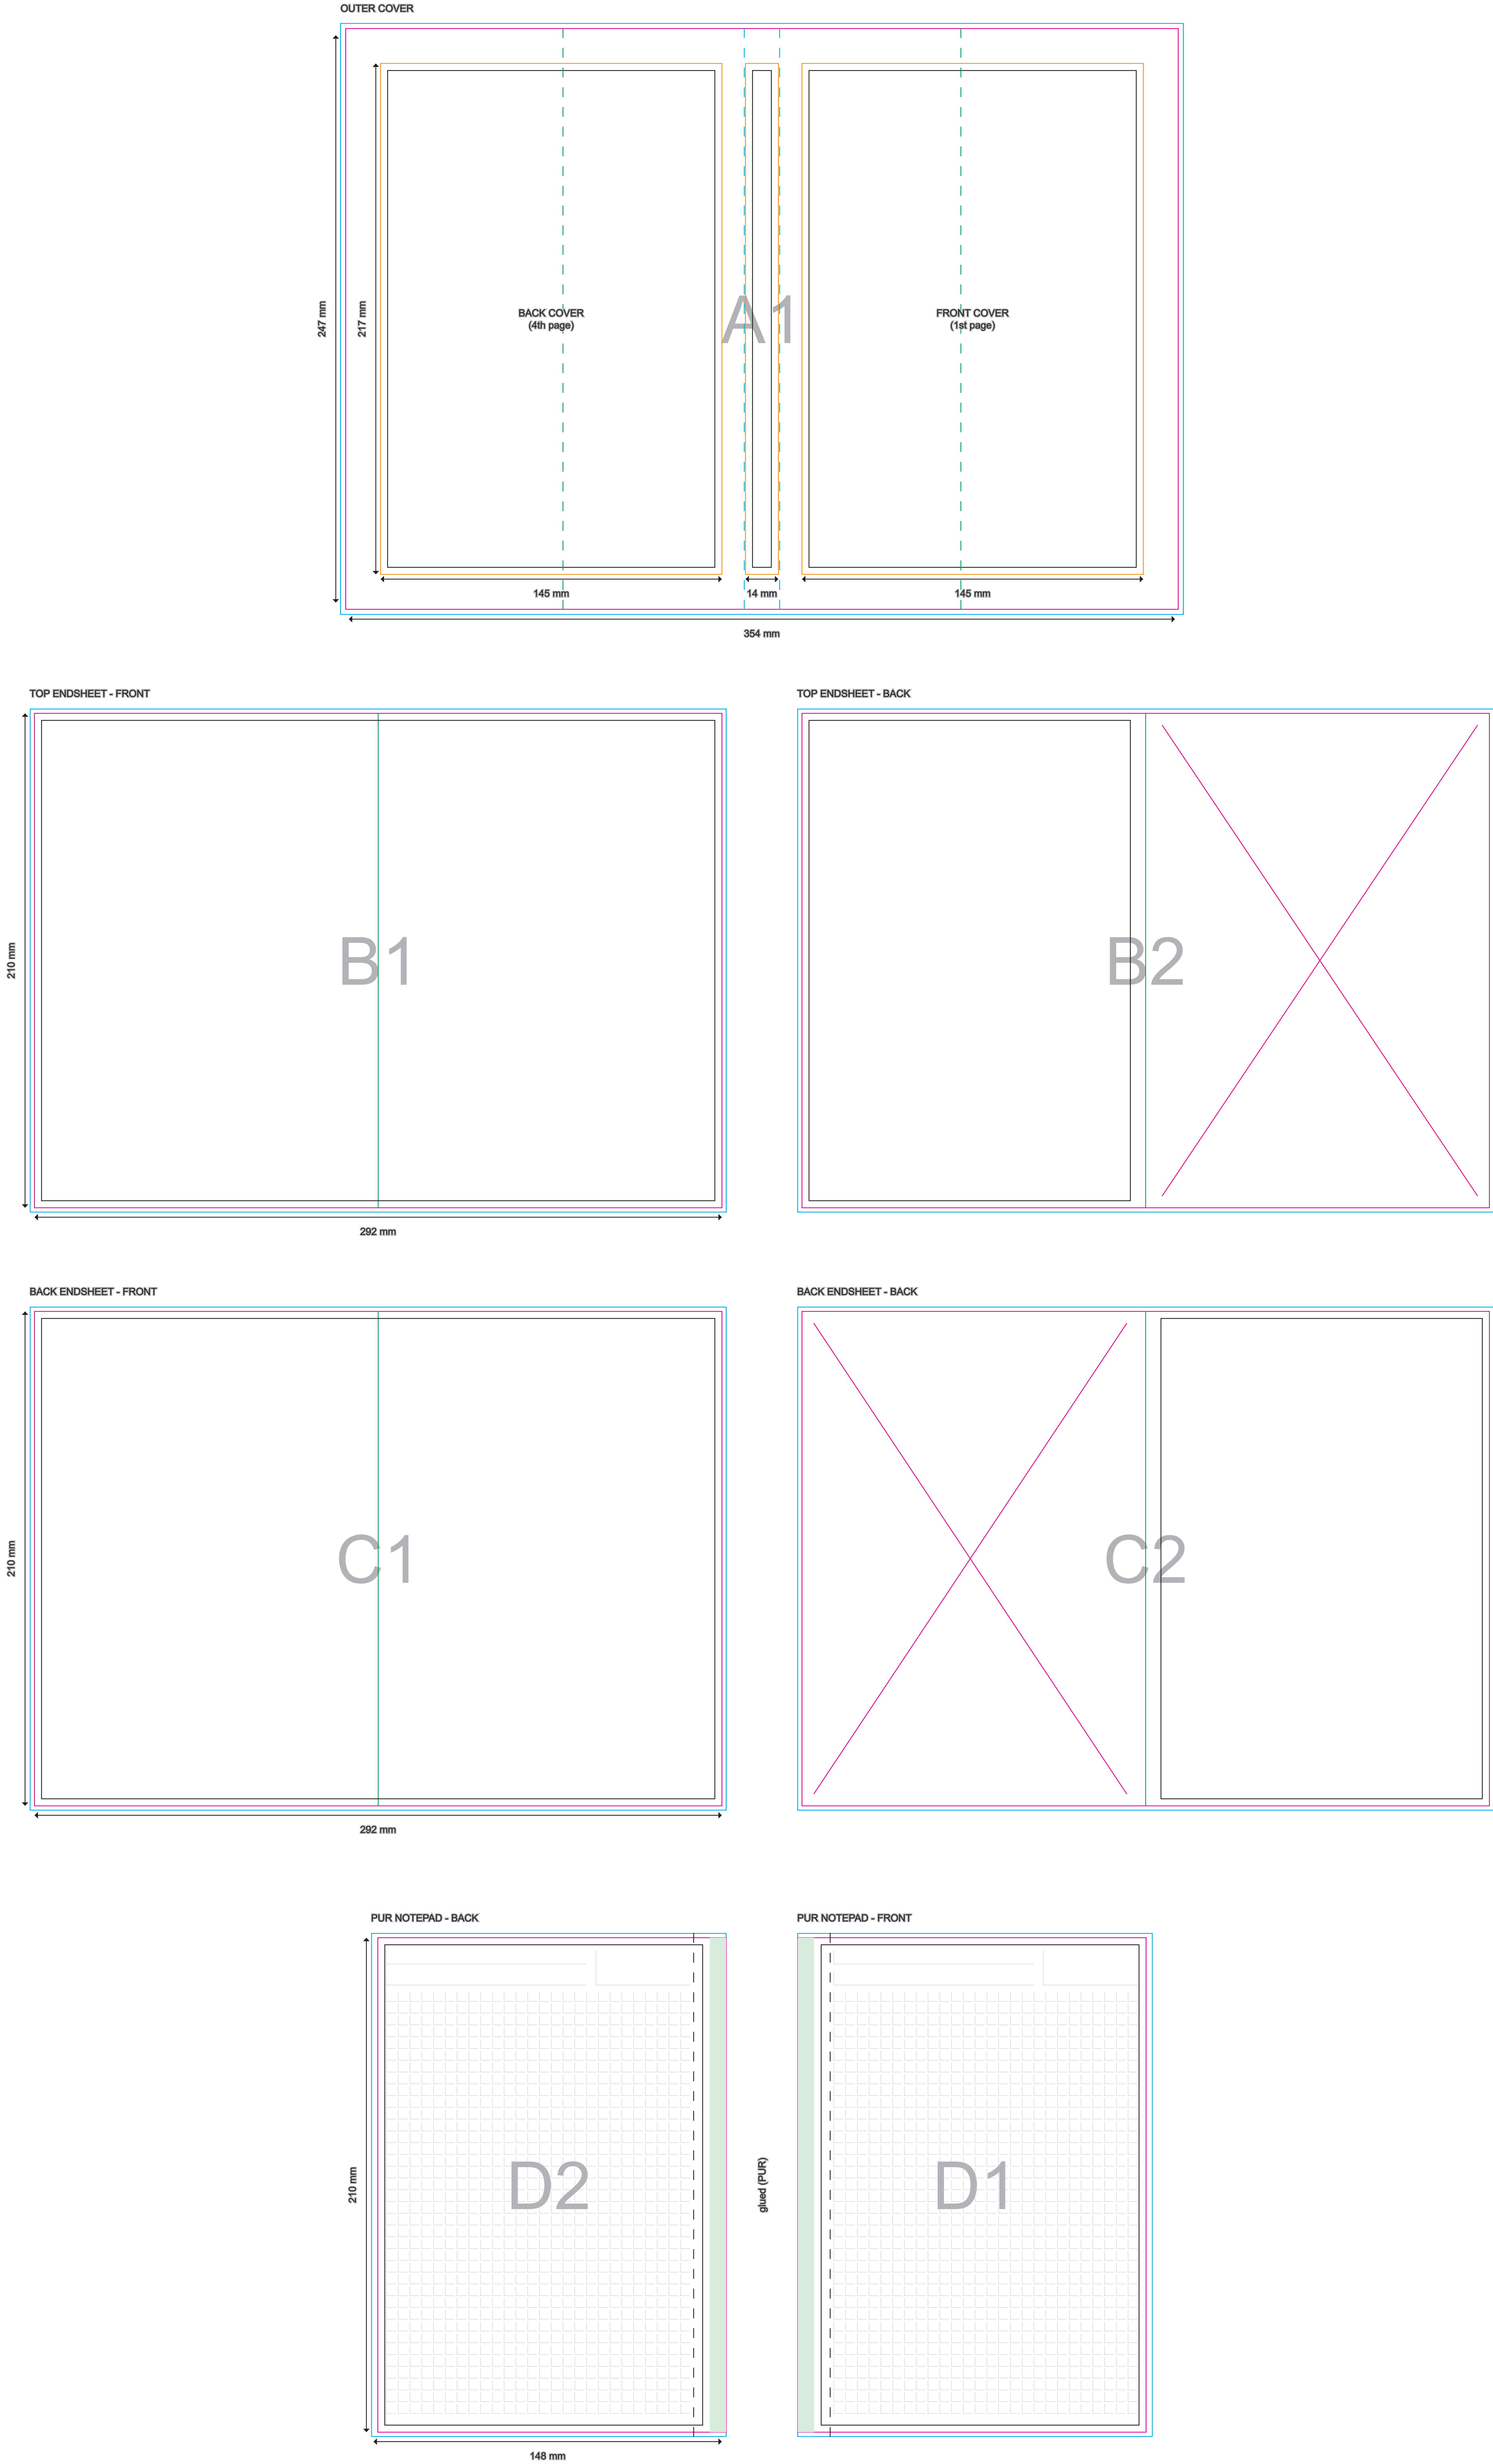 OUTER COVER
247 mm
217 mm
BACK COVER
(4th page)
A1
FRONT COVER
(1st page)
145 mm
14 mm
145 mm
354 mm
TOP ENDSHEET - FRONT
TOP ENDSHEET - BACK
210 mm
B1
B2
292 mm
BACK ENDSHEET - FRONT
BACK ENDSHEET - BACK
210 mm
C1
C2
292 mm
PUR NOTEPAD - BACK
PUR NOTEPAD - FRONT
210 mm
D2
glued (PUR)
D1
148 mm